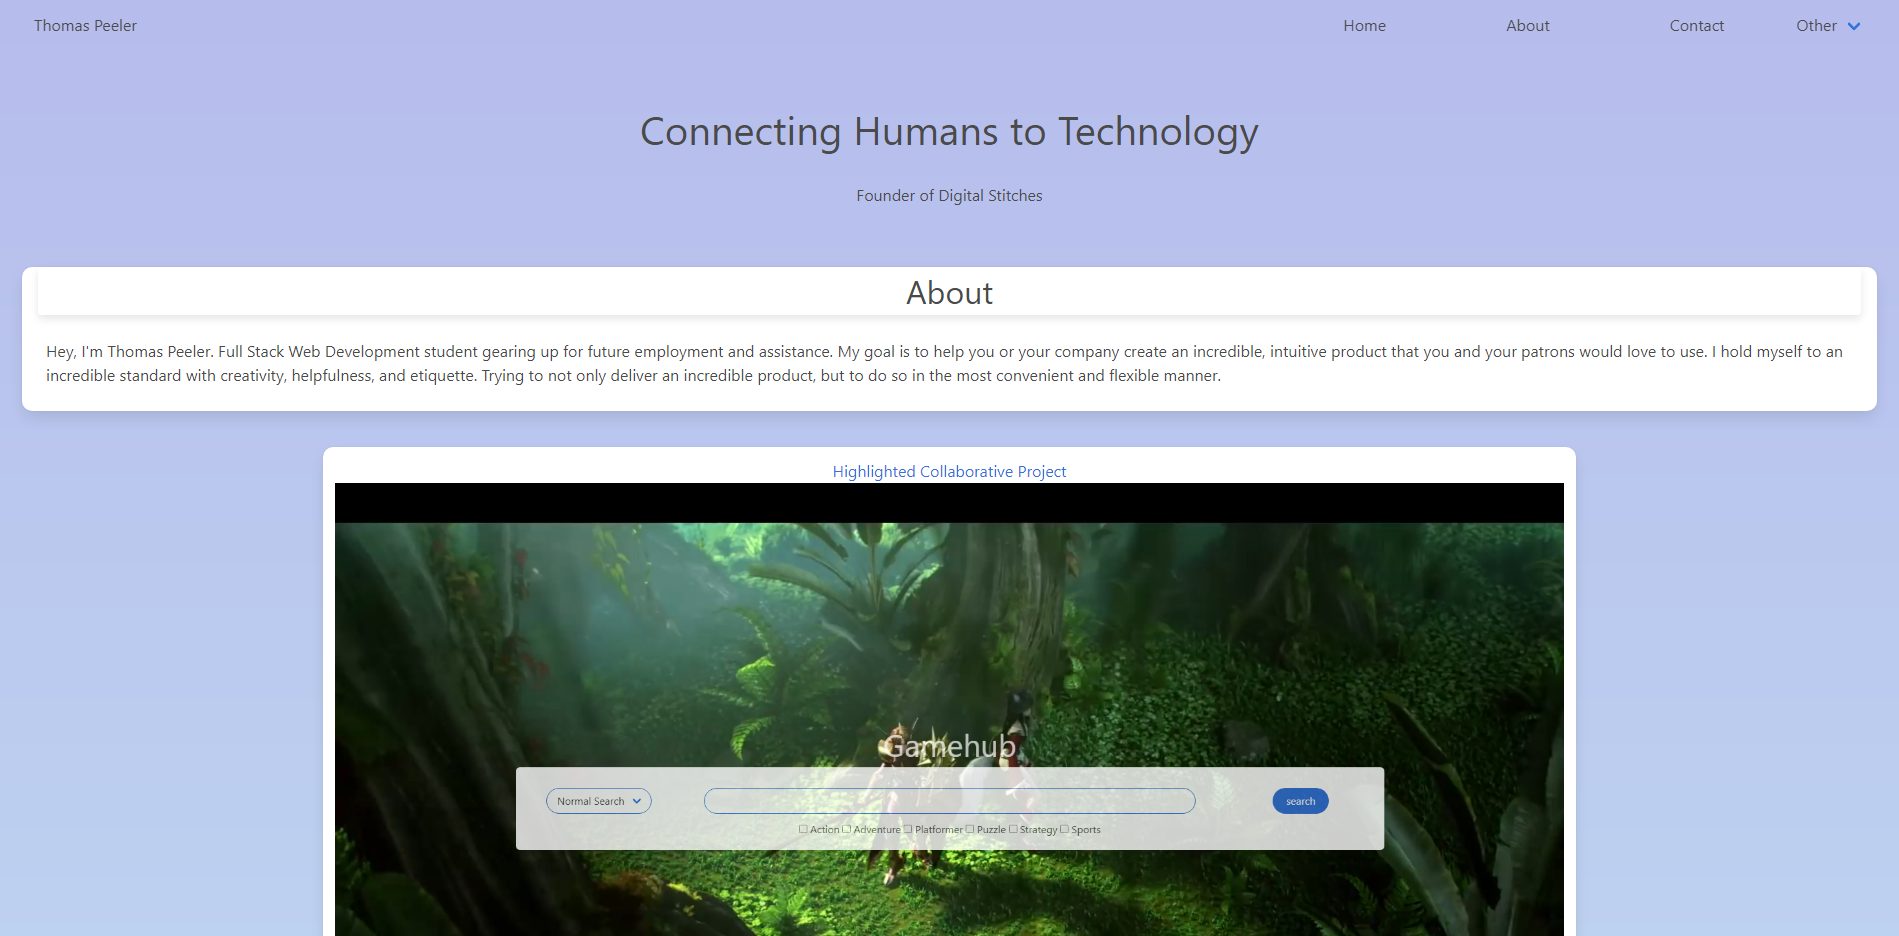 Thomas Peeler
Home
About
Contact
Other
Connecting Humans to Technology
Founder of Digital Stitches
About
Hey, I'm Thomas Peeler. Full Stack Web Development student gearing up for future employment and assistance. My goal is to help you or your company create an incredible, intuitive product that you and your patrons would love to use. I hold myself to an
incredible standard with creativity, helpfulness, and etiquette. Trying to not only deliver an incredible product, but to do so in the most convenient and flexible manner.
Highlighted Collaborative Project
Gamehub
Normal Search
search
Action Adventure Platformer Puzzle Strategy Sports